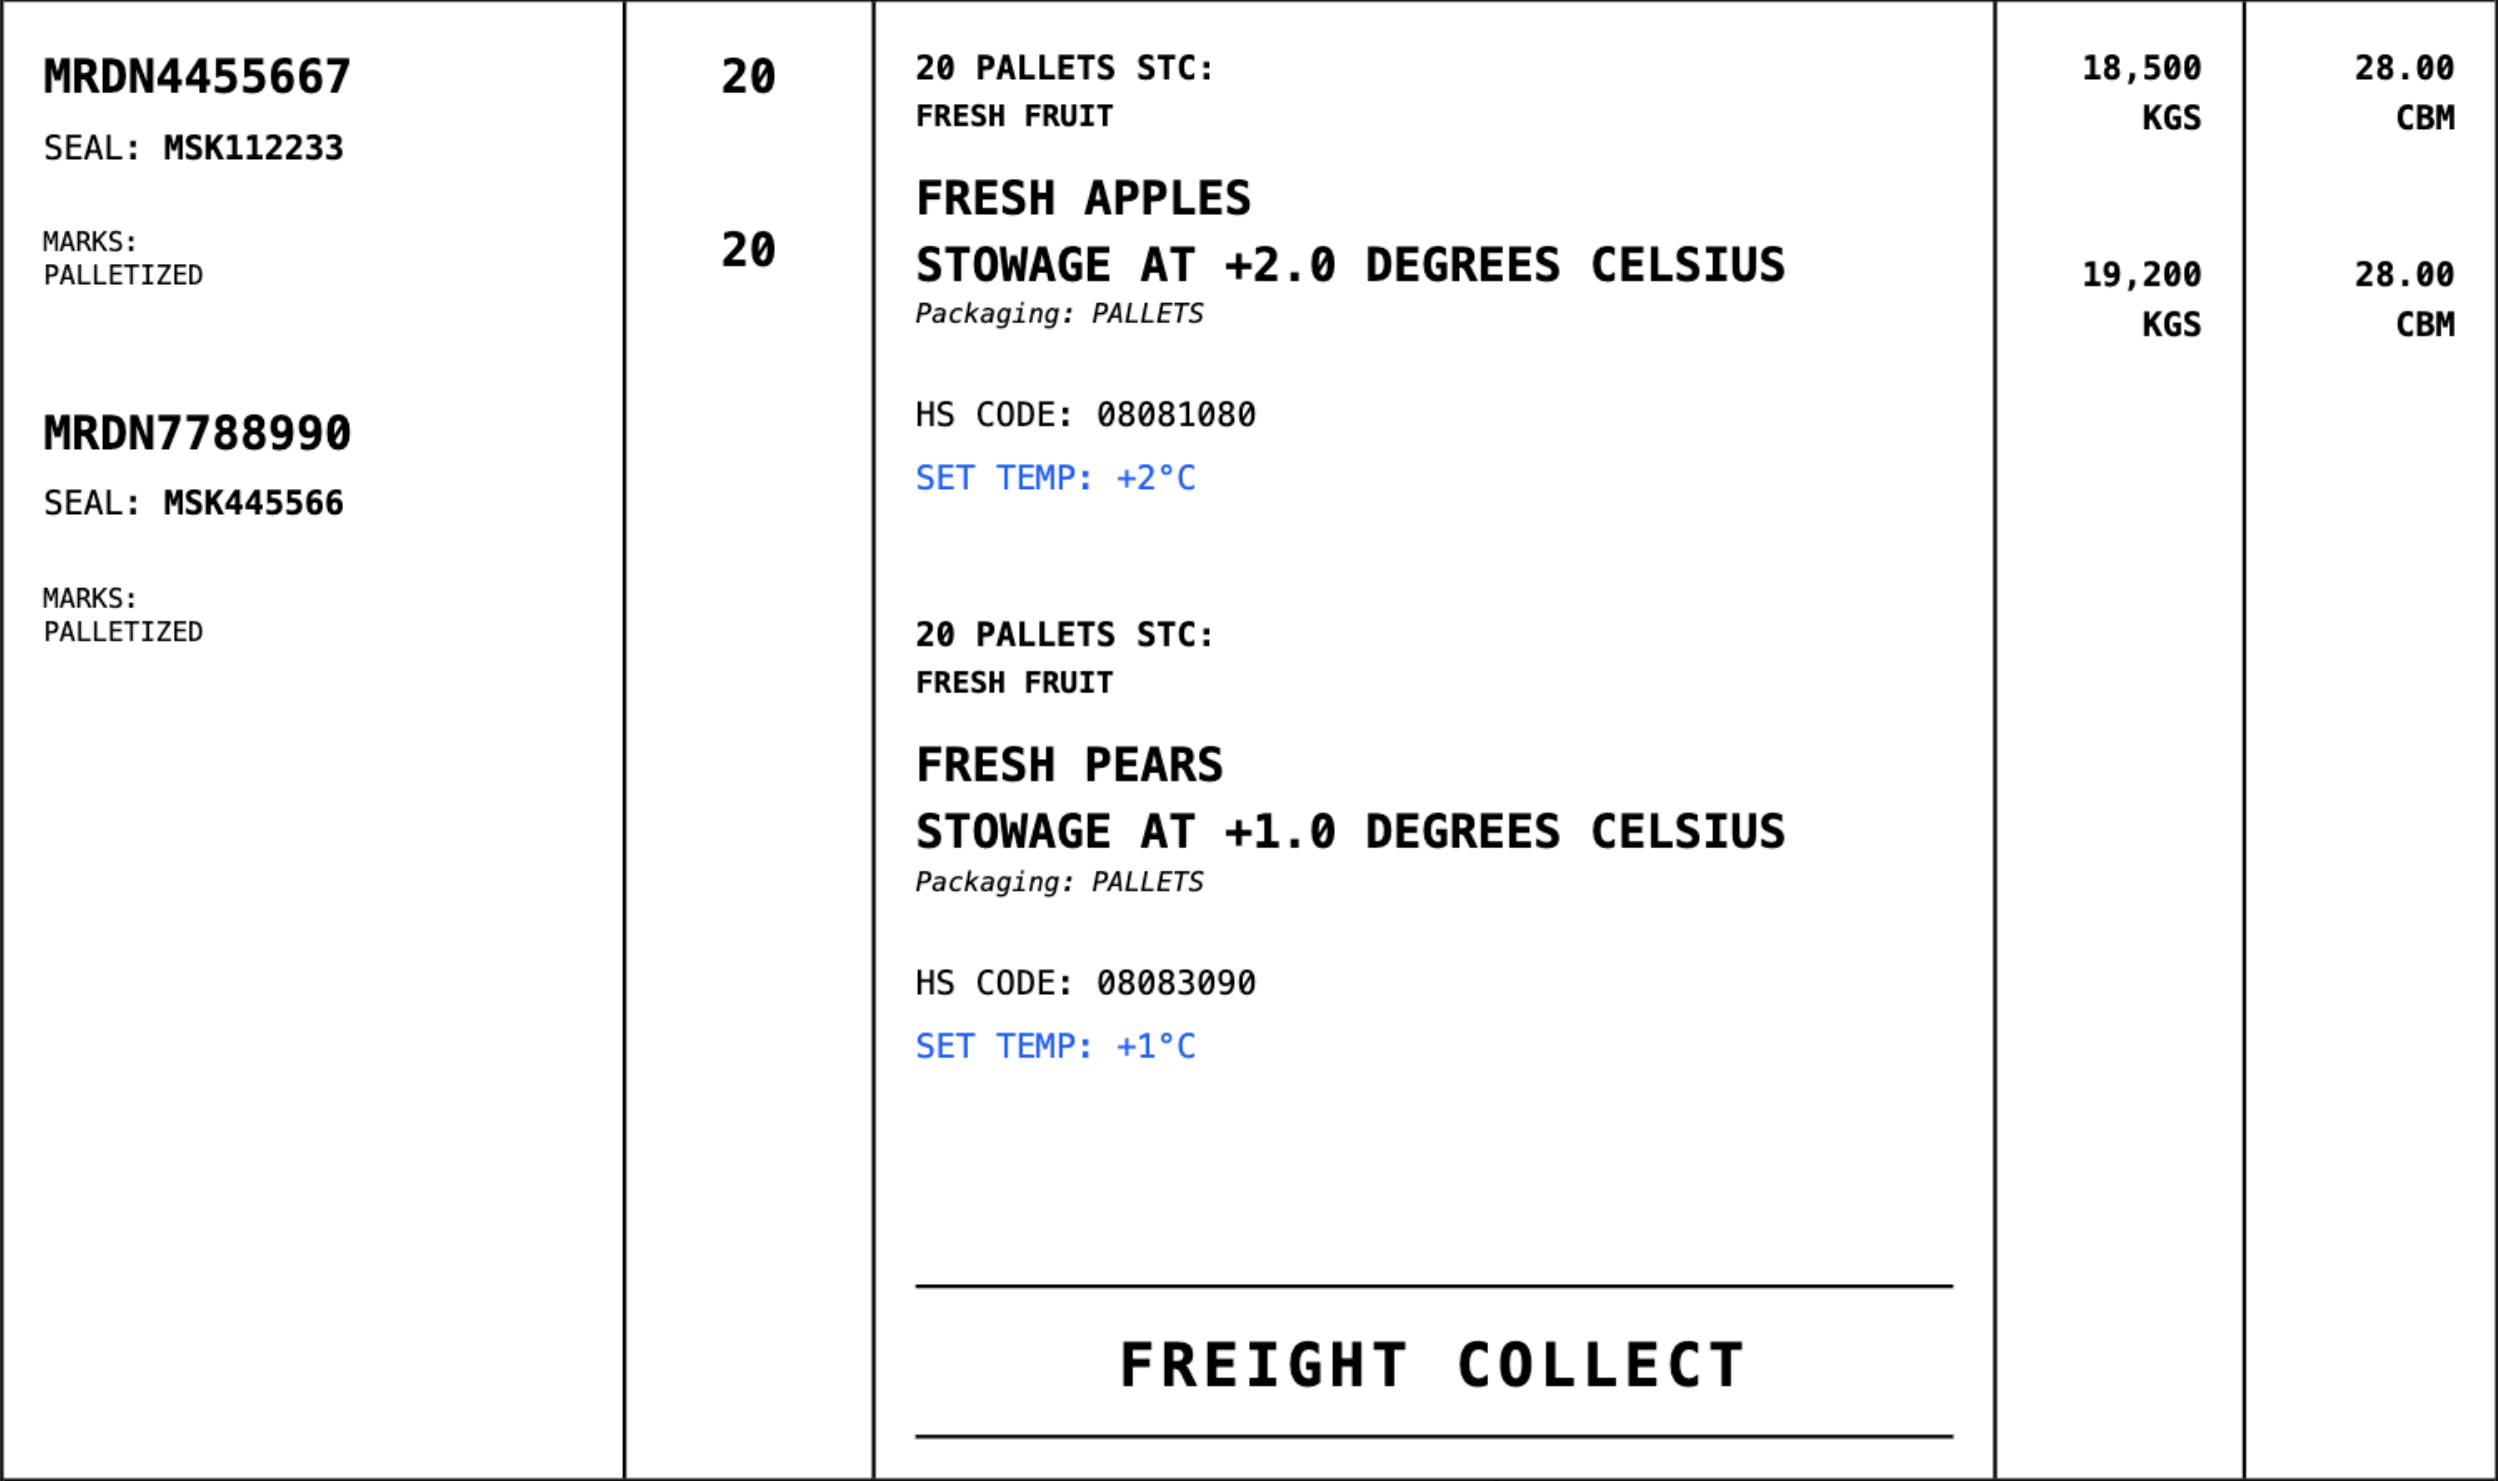 MRDN4455667
SEAL: MSK112233
MARKS:
PALLETIZED
MRDN7788990
SEAL: MSK445566
MARKS:
PALLETIZED
20
20
20 PALLETS STC:
FRESH FRUIT
FRESH APPLES
STOWAGE AT +2.0 DEGREES CELSIUS
Packaging: PALLETS
HS CODE: 08081080
SET TEMP: +2°C
20 PALLETS STC:
FRESH FRUIT
FRESH PEARS
STOWAGE AT +1.0 DEGREES CELSIUS
Packaging: PALLETS
HS CODE: 08083090
SET TEMP: +1°C
FREIGHT COLLECT
18,500
KGS
19,200
KGS
28.00
CBM
28.00
CBM